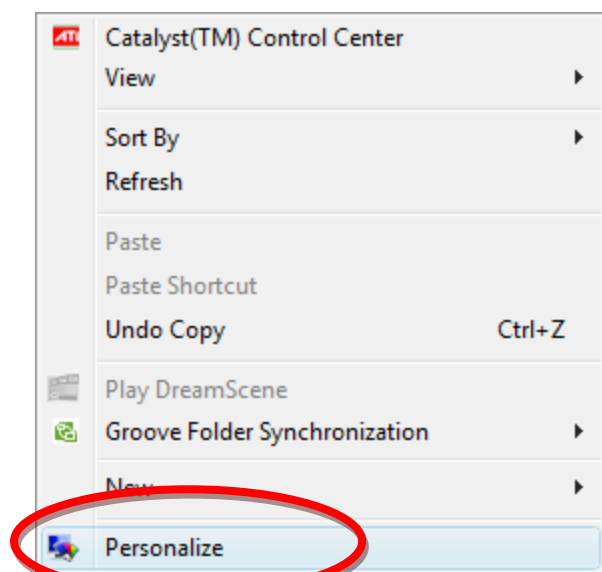 ATI Catalyst(TM) Control Center
View
Sort By
Refresh
Paste
Paste Shortcut
Undo Copy Ctrl+Z
Play DreamScene
Groove Folder Synchronization
New
Personalize